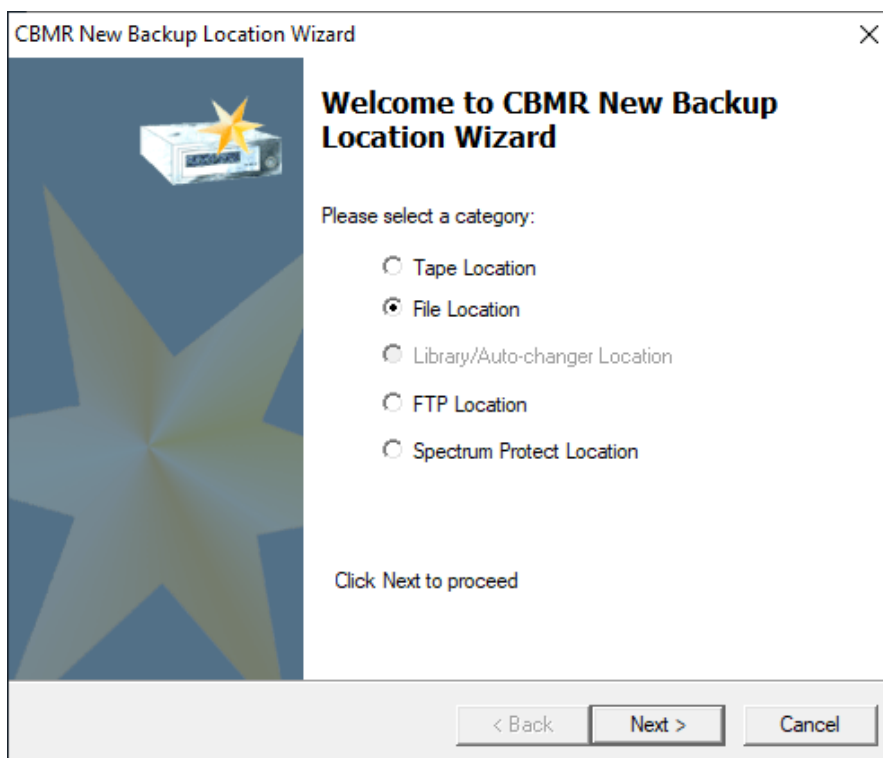 CBMR New Backup Location Wizard
Welcome to CBMR New Backup
Location Wizard
Please select a category:
Tape Location
File Location
Library/Auto-changer Location
FTP Location
Spectrum Protect Location
Click Next to proceed
< Back
Next >
Cancel